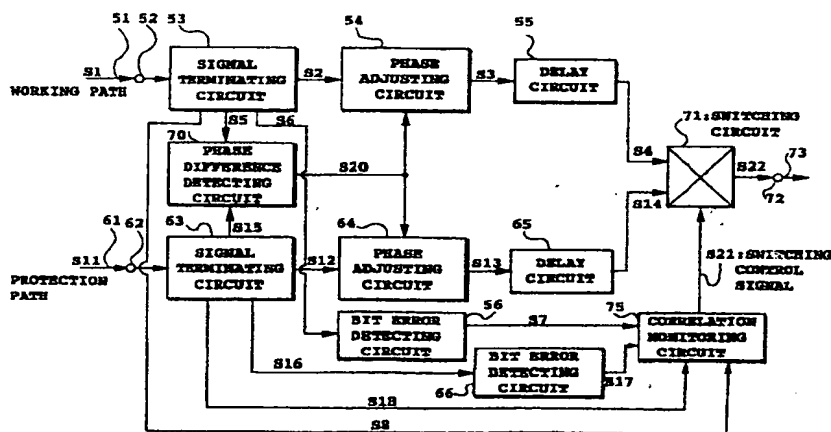 51
52
53
SIGNAL
TERMINATING
CIRCUIT
54
PHASE
ADJUSTING
CIRCUIT
55
DELAY
CIRCUIT
S1
S2
S3
WORKING PATH
S5
S6
70
PHASE
DIFFERENCE
DETECTING
CIRCUIT
S20
71:SWITCHING
CIRCUIT
S4
S22
73
72
S14
S15
61
62
63
SIGNAL
TERMINATING
CIRCUIT
64
PHASE
ADJUSTING
CIRCUIT
65
DELAY
CIRCUIT
S11
S12
S13
PROTECTION
PATH
S21:SWITCHING
CONTROL
SIGNAL
BIT ERROR
DETECTING
CIRCUIT
56
S7
75
CORRELATION
MONITORING
CIRCUIT
S16
BIT ERROR
DETECTING
CIRCUIT
66
S17
S18
S8